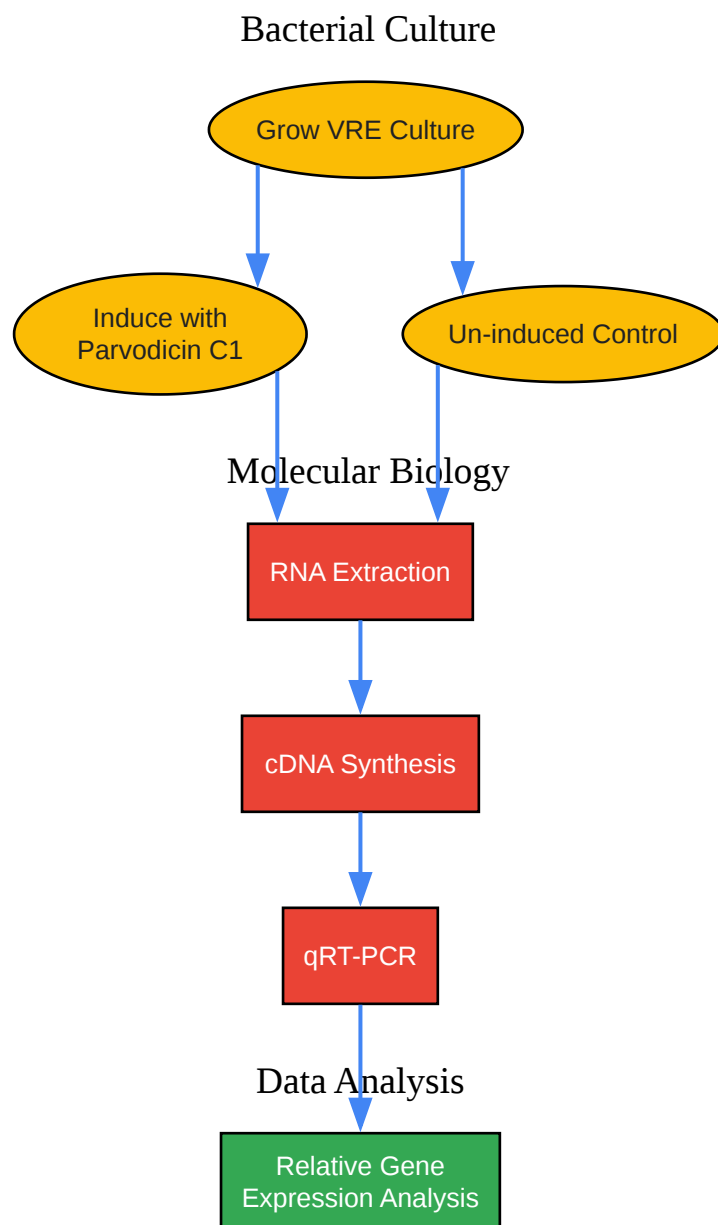 Bacterial Culture
Grow VRE Culture
Induce with
Parvodicin C1
Un-induced Control
Molecular Biology
RNA Extraction
cDNA Synthesis
qRT-PCR
Data Analysis
Relative Gene
Expression Analysis